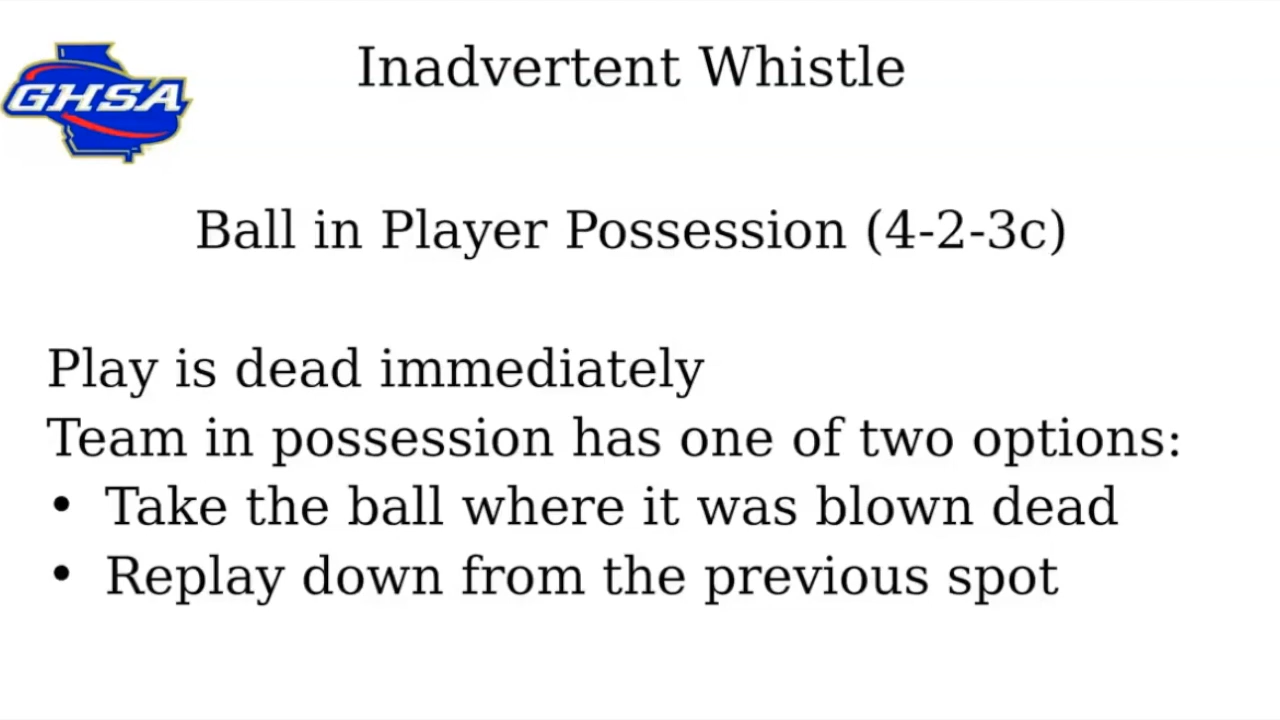 GHSA
Inadvertent Whistle
Ball in Player Possession (4-2-3c)
Play is dead immediately
Team in possession has one of two options:
• Take the ball where it was blown dead
• Replay down from the previous spot